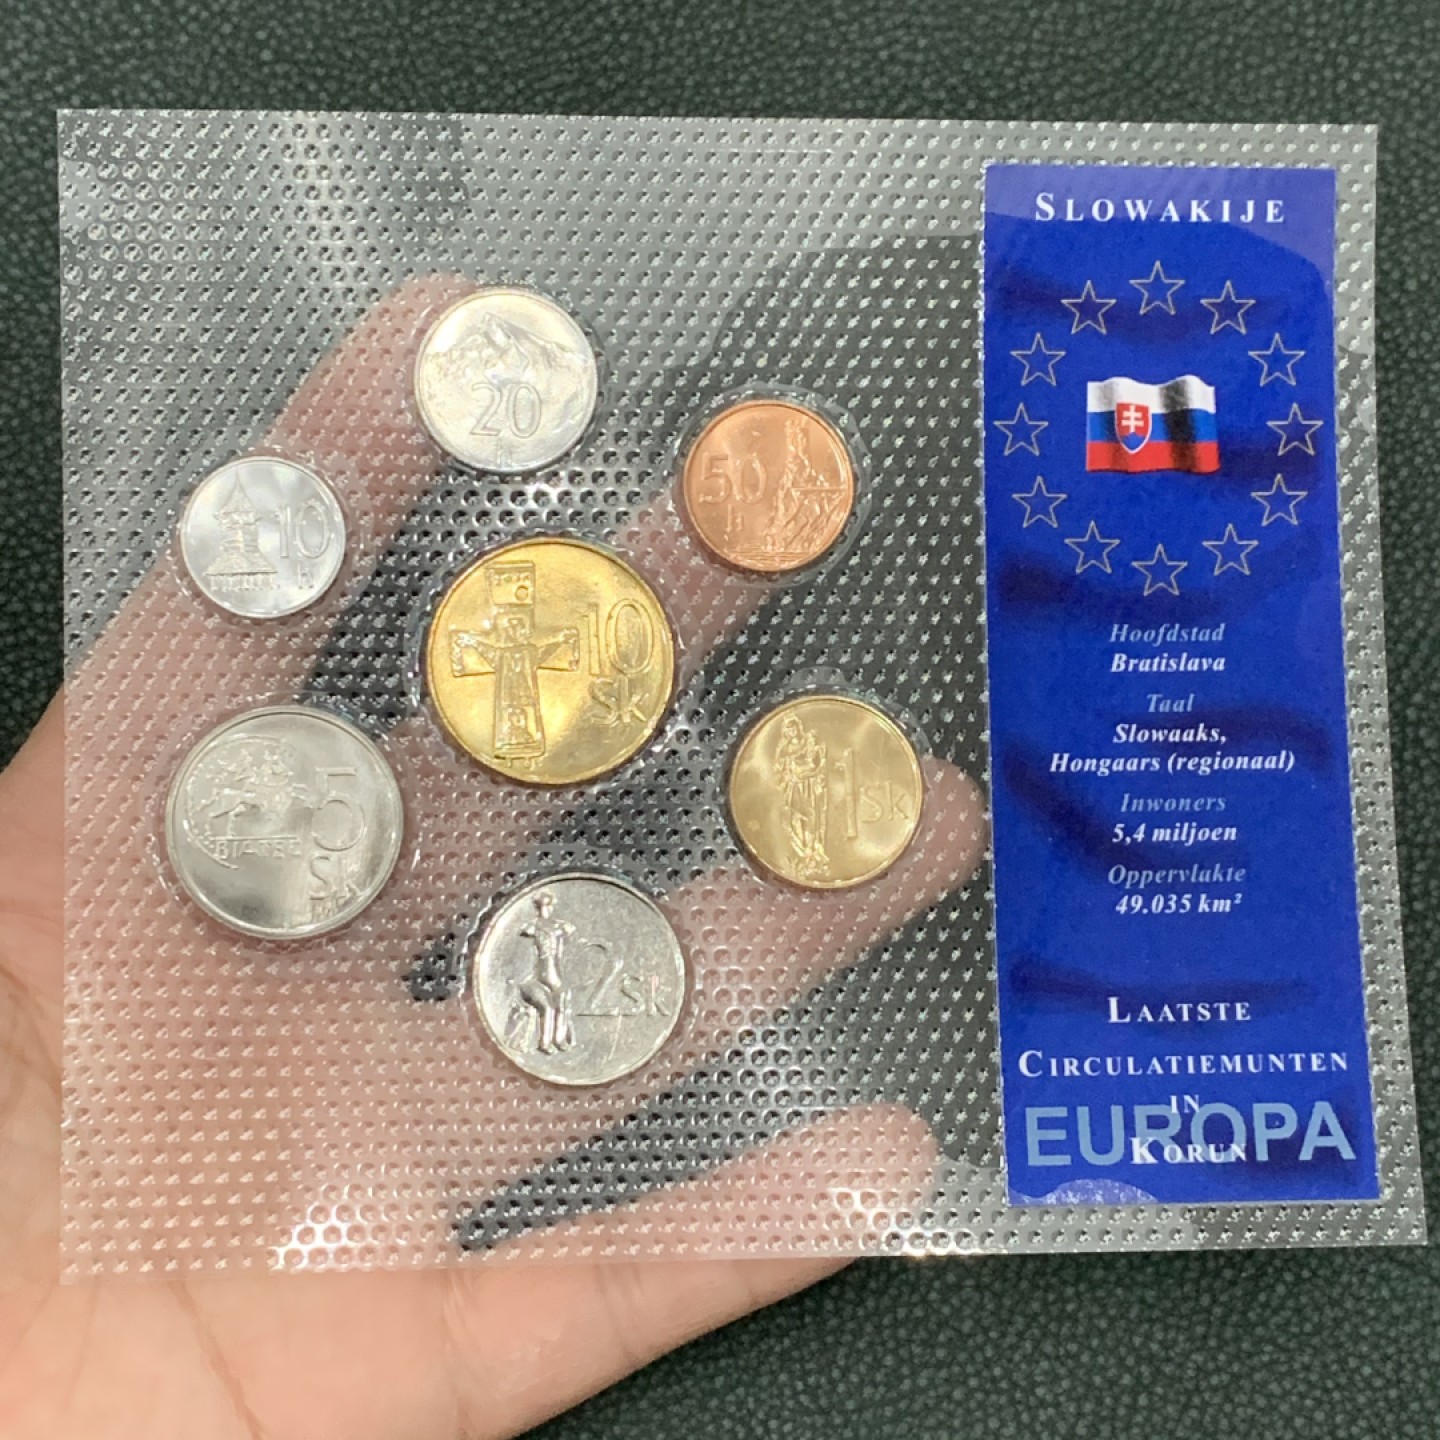 20
h
50
h
10
h
10
Sk
5
Sk
BIATEC
1 Sk
2 Sk
SLOWAKIJE
Hoofdstad
Bratislava
Taal
Slowaaks,
Hongaars (regionaal)
Inwoners
5,4 miljoen
Oppervlakte
49.035 km²
LAATSTE
CIRCULATIEMUNTEN
IN
EUROPA
KORUN